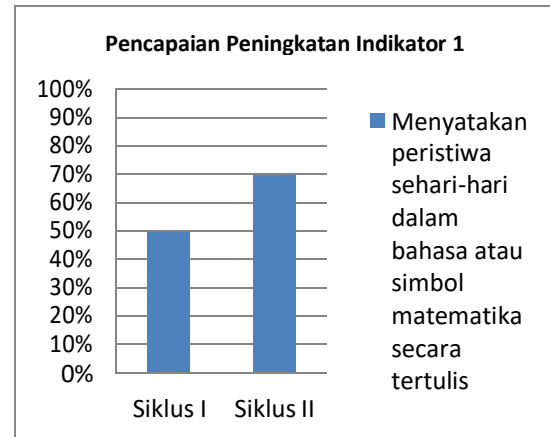 Pencapaian Peningkatan Indikator 1
100%
90%
80%
70%
60%
50%
40%
30%
20%
10%
0%
Siklus I
Siklus II
Menyatakan
peristiwa
sehari-hari
dalam
bahasa atau
simbol
matematika
secara
tertulis